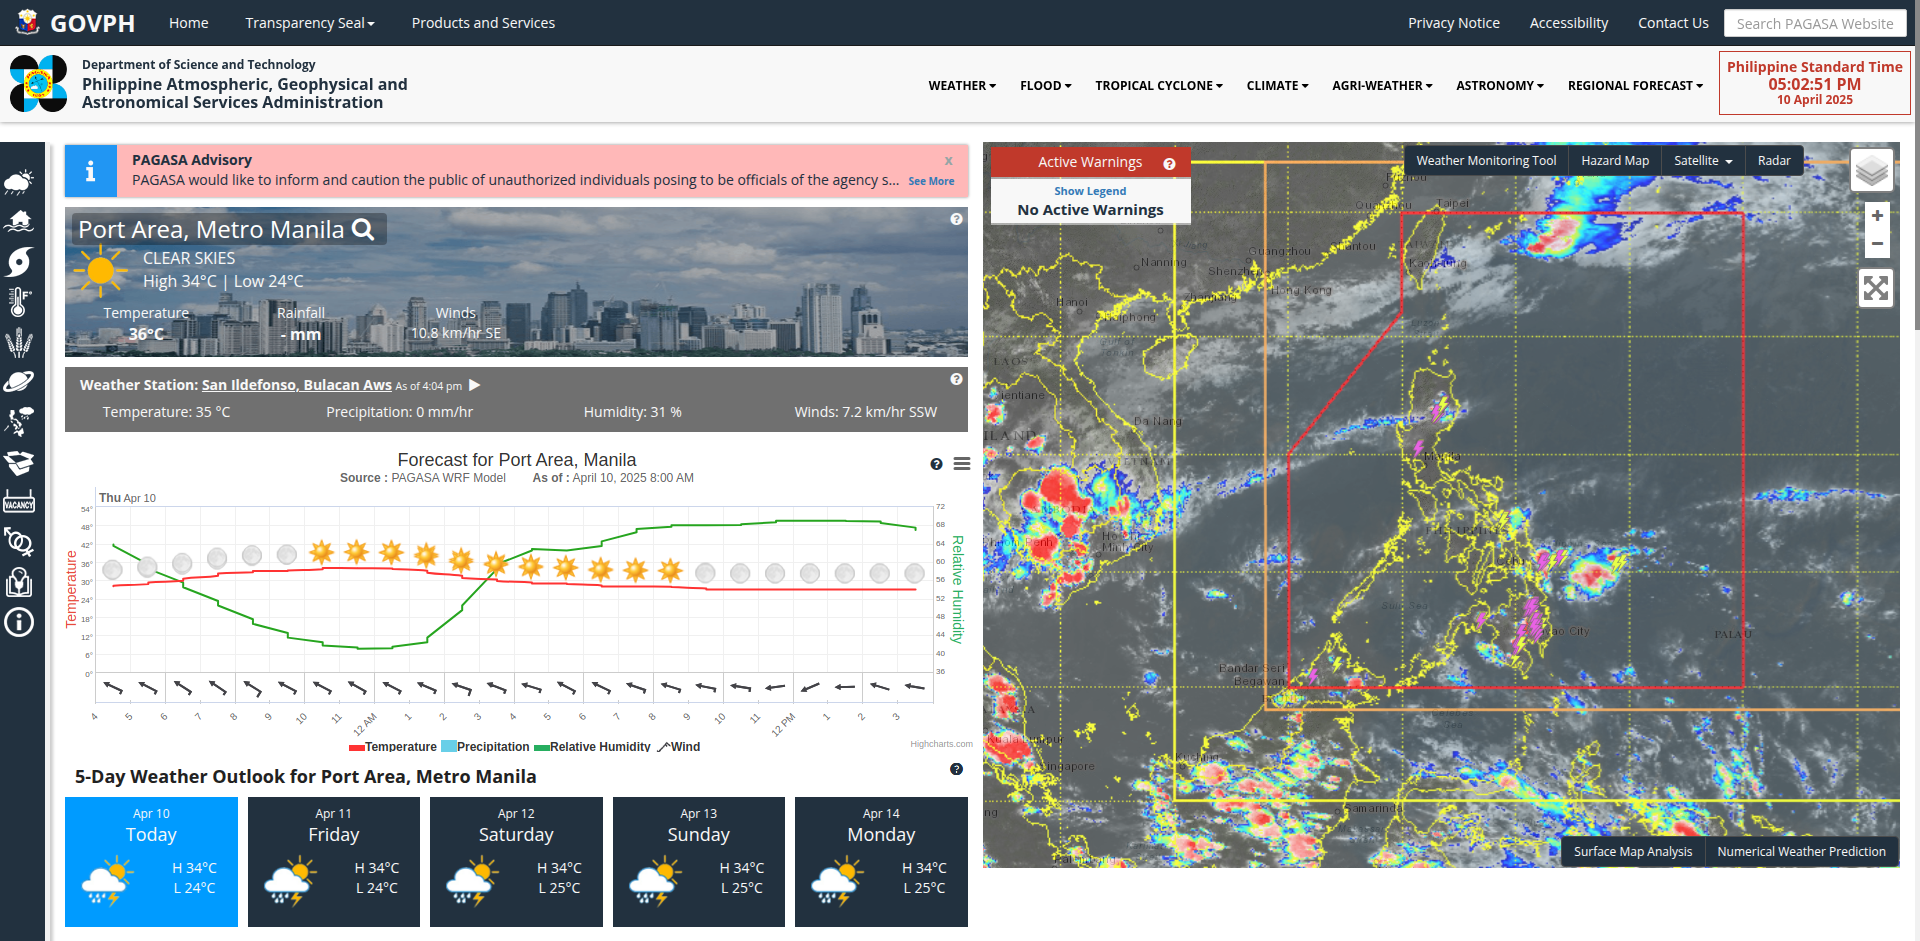 GOVPH
Home
Transparency Seal
Products and Services
Privacy Notice
Accessibility
Contact Us
Search PAGASA Website
Department of Science and Technology
Philippine Atmospheric, Geophysical and
Astronomical Services Administration
WEATHER
FLOOD
TROPICAL CYCLONE
CLIMATE
AGRI-WEATHER
ASTRONOMY
REGIONAL FORECAST
Philippine Standard Time
05:02:51 PM
10 April 2025
VACANCY
PAGASA Advisory
x
PAGASA would like to inform and caution the public of unauthorized individuals posing to be officials of the agency s... See More
Port Area, Metro Manila
CLEAR SKIES
High 34°C | Low 24°C
Temperature
Rainfall
Winds
36°C
- mm
10.8 km/hr SE
Weather Station: San Ildefonso, Bulacan Aws As of 4:04 pm
Temperature: 35 °C
Precipitation: 0 mm/hr
Humidity: 31 %
Winds: 7.2 km/hr SSW
Forecast for Port Area, Manila
Source : PAGASA WRF Model As of : April 10, 2025 8:00 AM
Thu Apr 10
Temperature
54°
48°
42°
36°
30°
24°
18°
12°
6°
0°
72
68
64
60
56
52
48
44
40
36
Relative Humidity
4 5 6 7 8 9 10 11 12 AM 1 2 3 4 5 6 7 8 9 10 11 12 PM 1 2 3
Temperature Precipitation Relative Humidity Wind
Highcharts.com
5-Day Weather Outlook for Port Area, Metro Manila
Apr 10
Today
H 34°C
L 24°C
Apr 11
Friday
H 34°C
L 24°C
Apr 12
Saturday
H 34°C
L 25°C
Apr 13
Sunday
H 34°C
L 25°C
Apr 14
Monday
H 34°C
L 25°C
Active Warnings
Show Legend
No Active Warnings
Weather Monitoring Tool
Hazard Map
Satellite
Radar
+
−
Taipei
Guangzhou
Nanning
Shenzhen
Hong Kong
Hanoi
Da Nang
PALAU
Bandar Seri
Begawan
Kuching
Samarinda
Surface Map Analysis
Numerical Weather Prediction